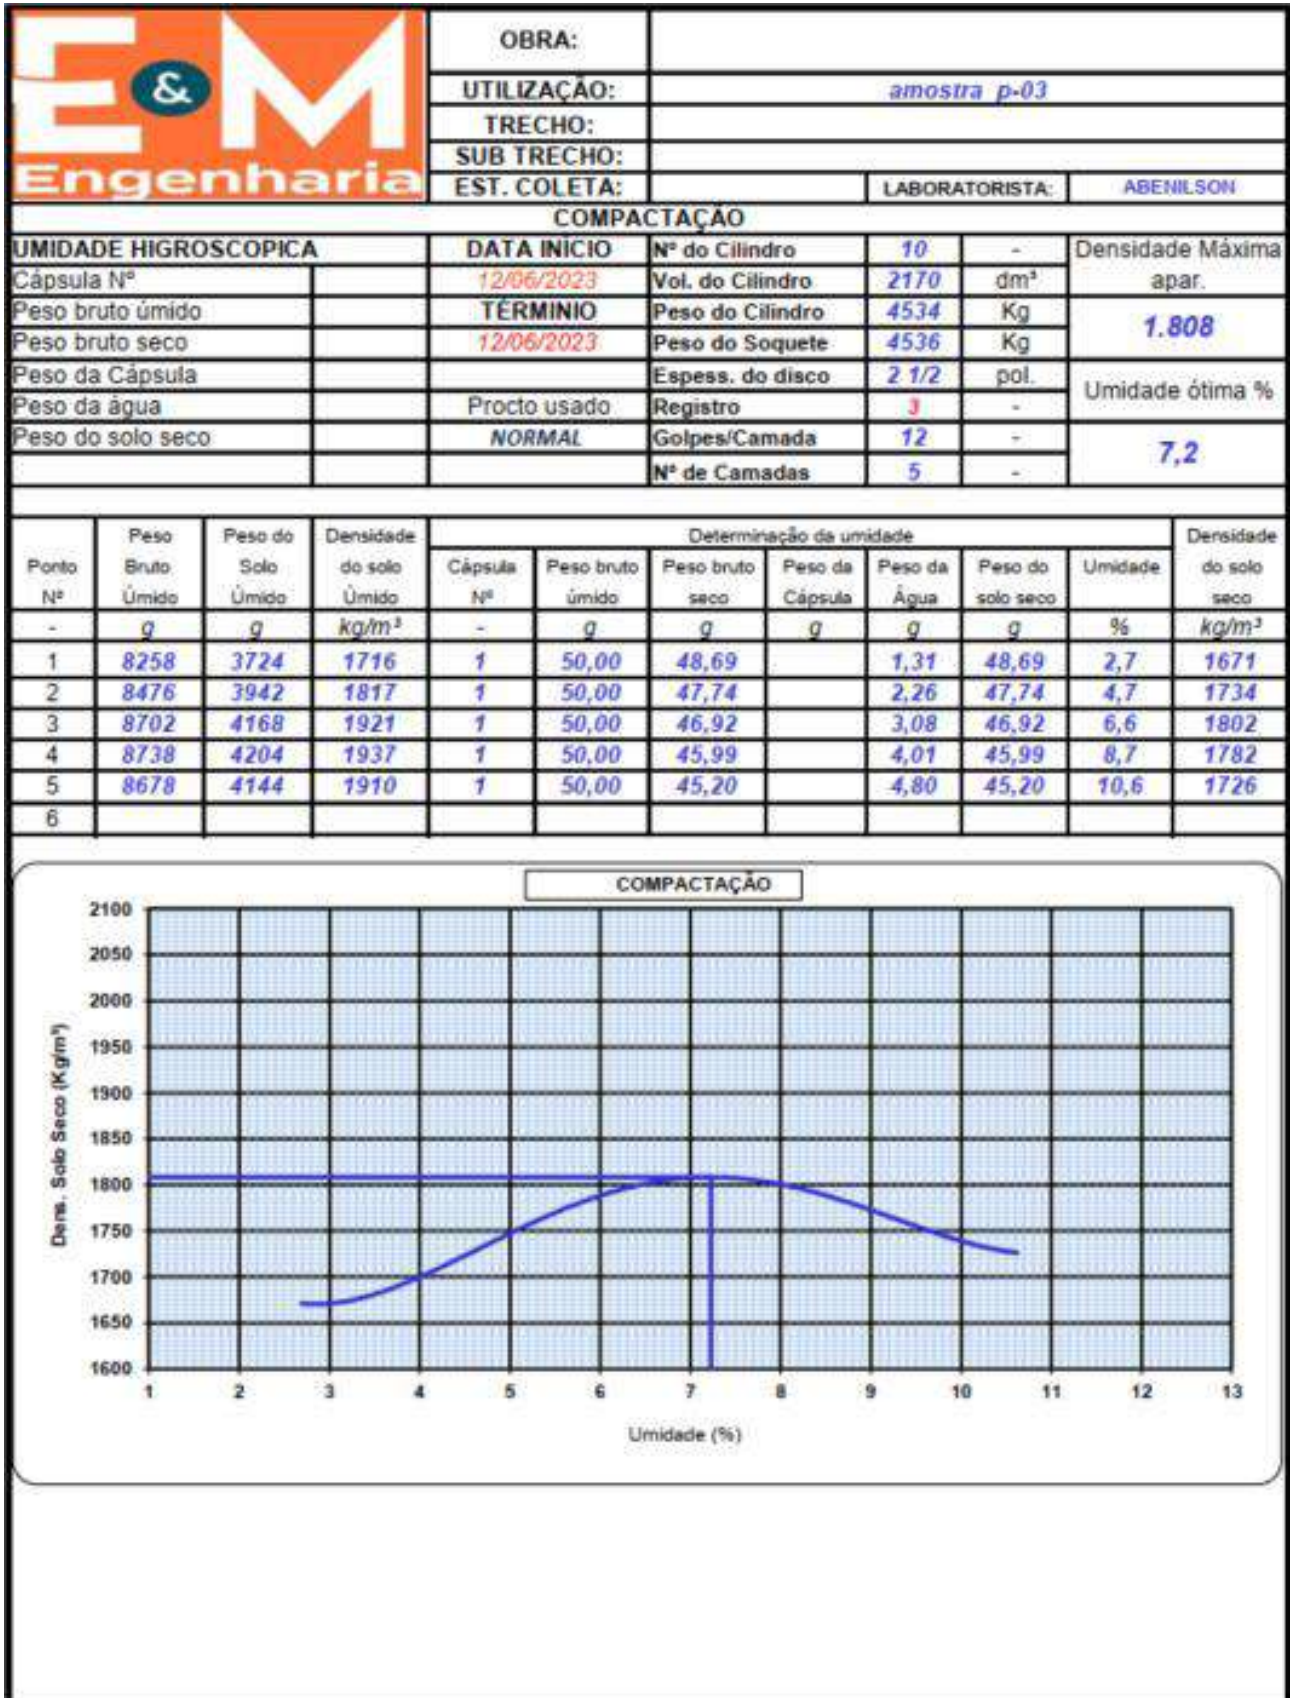 E&M
Engenharia
OBRA:
UTILIZAÇÃO: amostra p-03
TRECHO:
SUB TRECHO:
EST. COLETA: LABORATORISTA: ABENILSON
COMPACTAÇÃO
UMIDADE HIGROSCOPICA DATA INÍCIO Nº do Cilindro 10 - Densidade Máxima
Cápsula Nº 12/06/2023 Vol. do Cilindro 2170 dm³ apar.
Peso bruto úmido TÉRMINIO Peso do Cilindro 4534 Kg 1.808
Peso bruto seco 12/06/2023 Peso do Soquete 4536 Kg
Peso da Cápsula Espess. do disco 2 1/2 pol. Umidade ótima %
Peso da água Procto usado Registro 3 -
Peso do solo seco NORMAL Golpes/Camada 12 - 7,2
Nº de Camadas 5 -
Peso Peso do Densidade Determinação da umidade Densidade
Ponto Bruto Solo do solo Cápsula Peso bruto Peso bruto Peso da Peso da Peso do Umidade do solo
Nº Úmido Úmido Úmido Nº úmido seco Cápsula Água solo seco seco
- g g kg/m³ - g g g g g % kg/m³
1 8258 3724 1716 1 50,00 48,69 1,31 48,69 2,7 1671
2 8476 3942 1817 1 50,00 47,74 2,26 47,74 4,7 1734
3 8702 4168 1921 1 50,00 46,92 3,08 46,92 6,6 1802
4 8738 4204 1937 1 50,00 45,99 4,01 45,99 8,7 1782
5 8678 4144 1910 1 50,00 45,20 4,80 45,20 10,6 1726
6
COMPACTAÇÃO
Dens. Solo Seco (Kg/m³)
2100
2050
2000
1950
1900
1850
1800
1750
1700
1650
1600
1 2 3 4 5 6 7 8 9 10 11 12 13
Umidade (%)